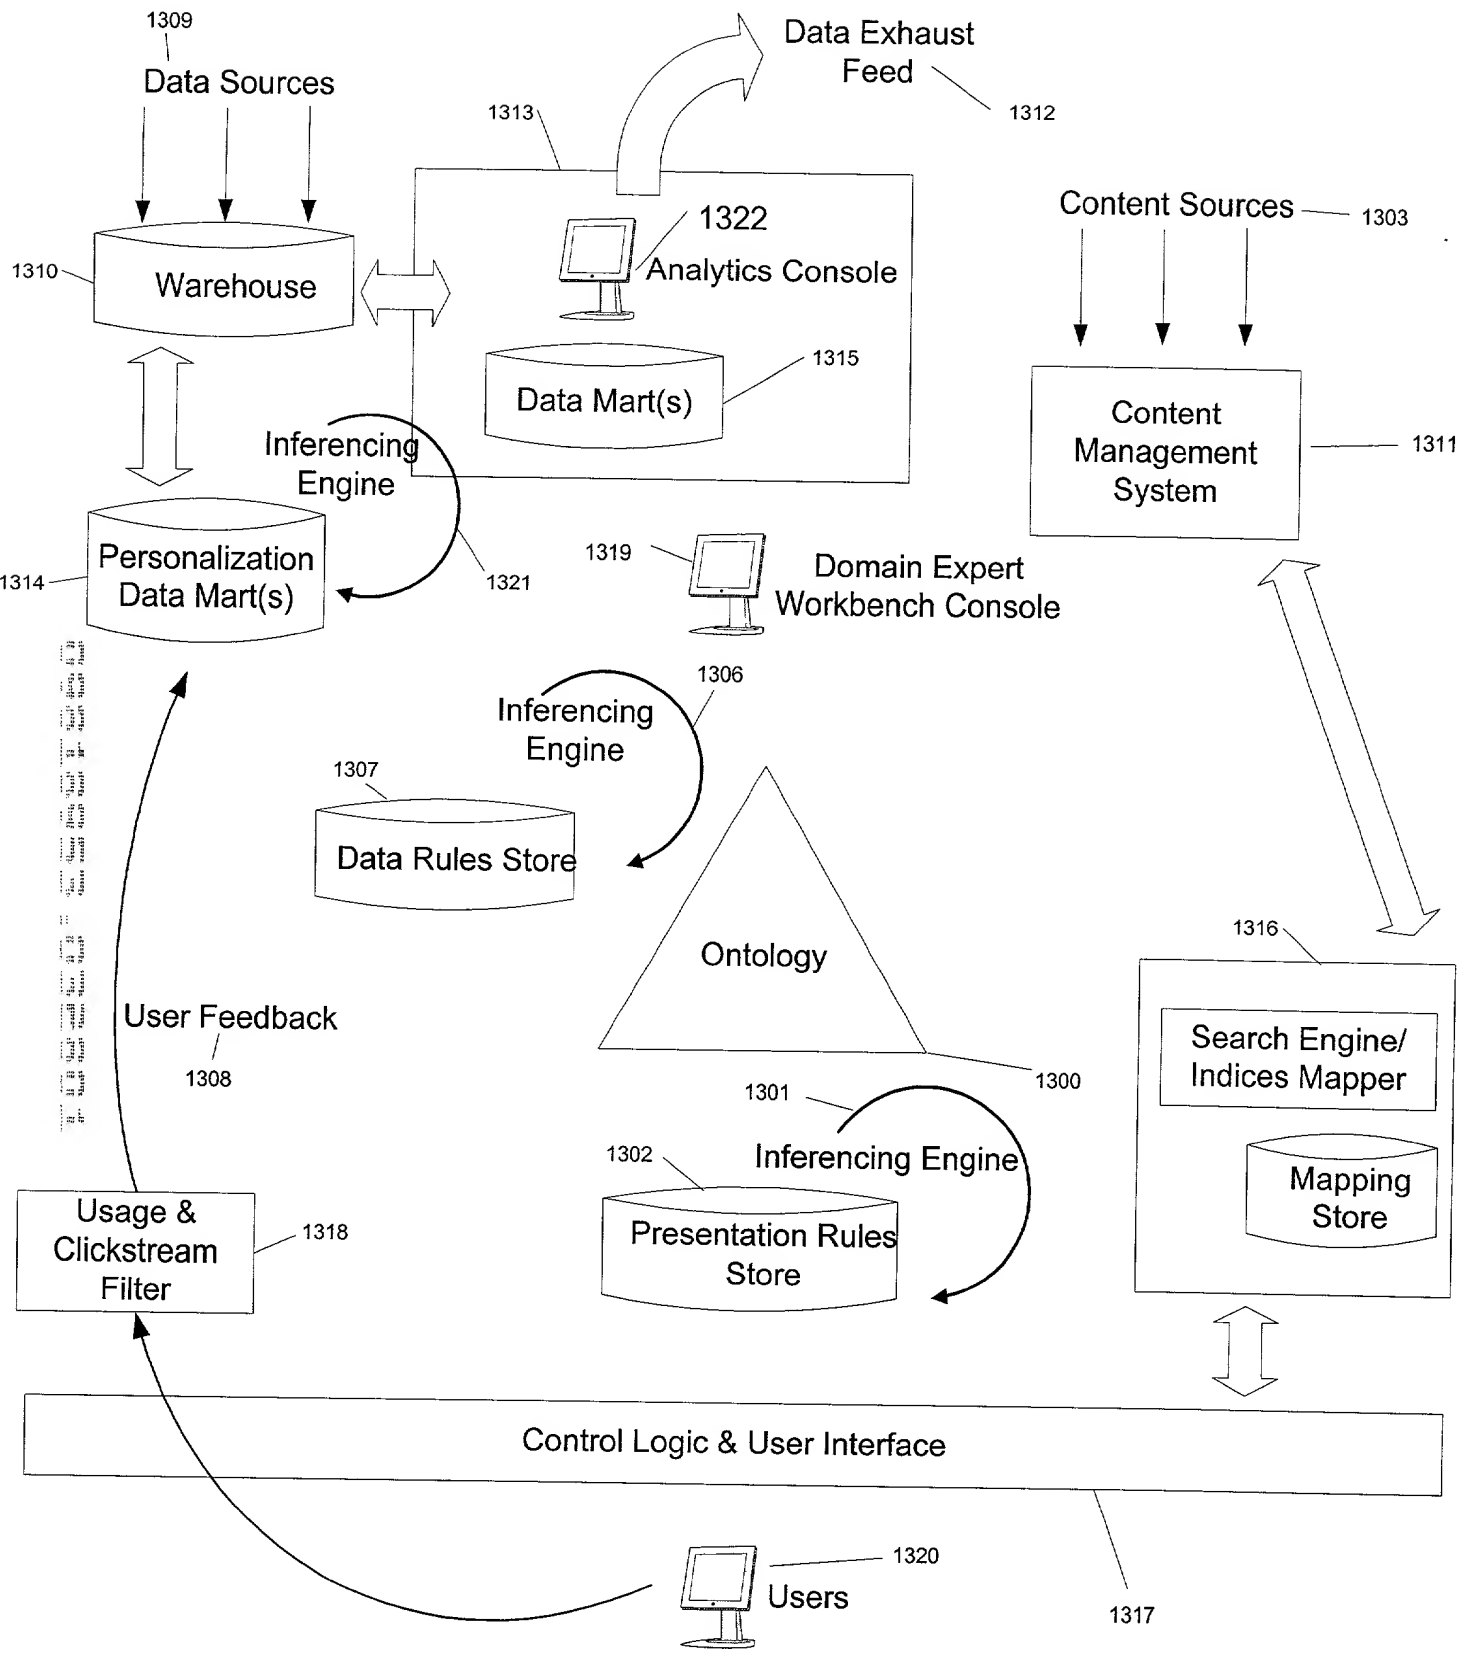 1309
Data Sources
Data Exhaust
Feed
1312
1313
1322
Analytics Console
Content Sources
1303
1310
Warehouse
1315
Data Mart(s)
Inferencing
Engine
Content
Management
System
1311
1314
Personalization
Data Mart(s)
1321
1319
Domain Expert
Workbench Console
1306
Inferencing
Engine
1307
Data Rules Store
Ontology
1300
1316
Search Engine/
Indices Mapper
Mapping
Store
User Feedback
1308
1301
Inferencing Engine
1302
Presentation Rules
Store
Usage &
Clickstream
Filter
1318
Control Logic & User Interface
1317
1320
Users